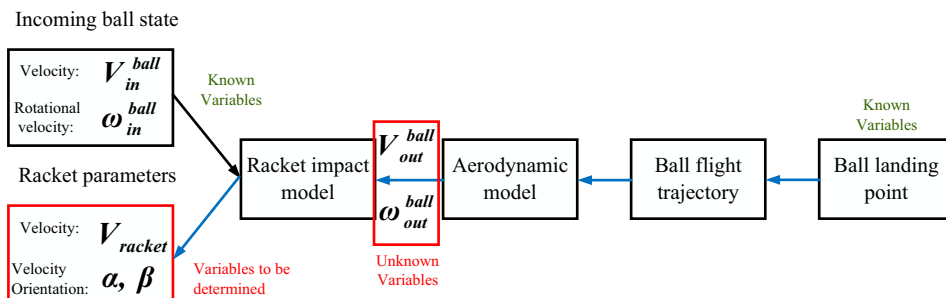 Incoming ball state
Velocity: V in ball
Rotational
velocity: ω in ball
Known
Variables
Racket parameters
Velocity: V racket
Velocity
Orientation: α, β
Variables to be
determined
Racket impact
model
V out ball
ω out ball
Unknown
Variables
Aerodynamic
model
Ball flight
trajectory
Known
Variables
Ball landing
point